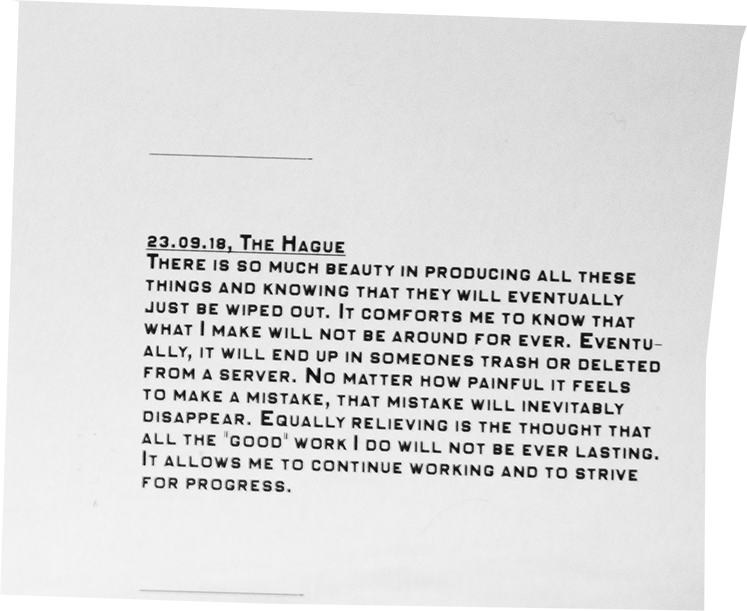 23.09.18, The Hague
There is so much beauty in producing all these
things and knowing that they will eventually
just be wiped out. It comforts me to know that
what I make will not be around for ever. Eventu-
ally, it will end up in someones trash or deleted
from a server. No matter how painful it feels
to make a mistake, that mistake will inevitably
disappear. Equally relieving is the thought that
all the "good" work I do will not be ever lasting.
It allows me to continue working and to strive
for progress.